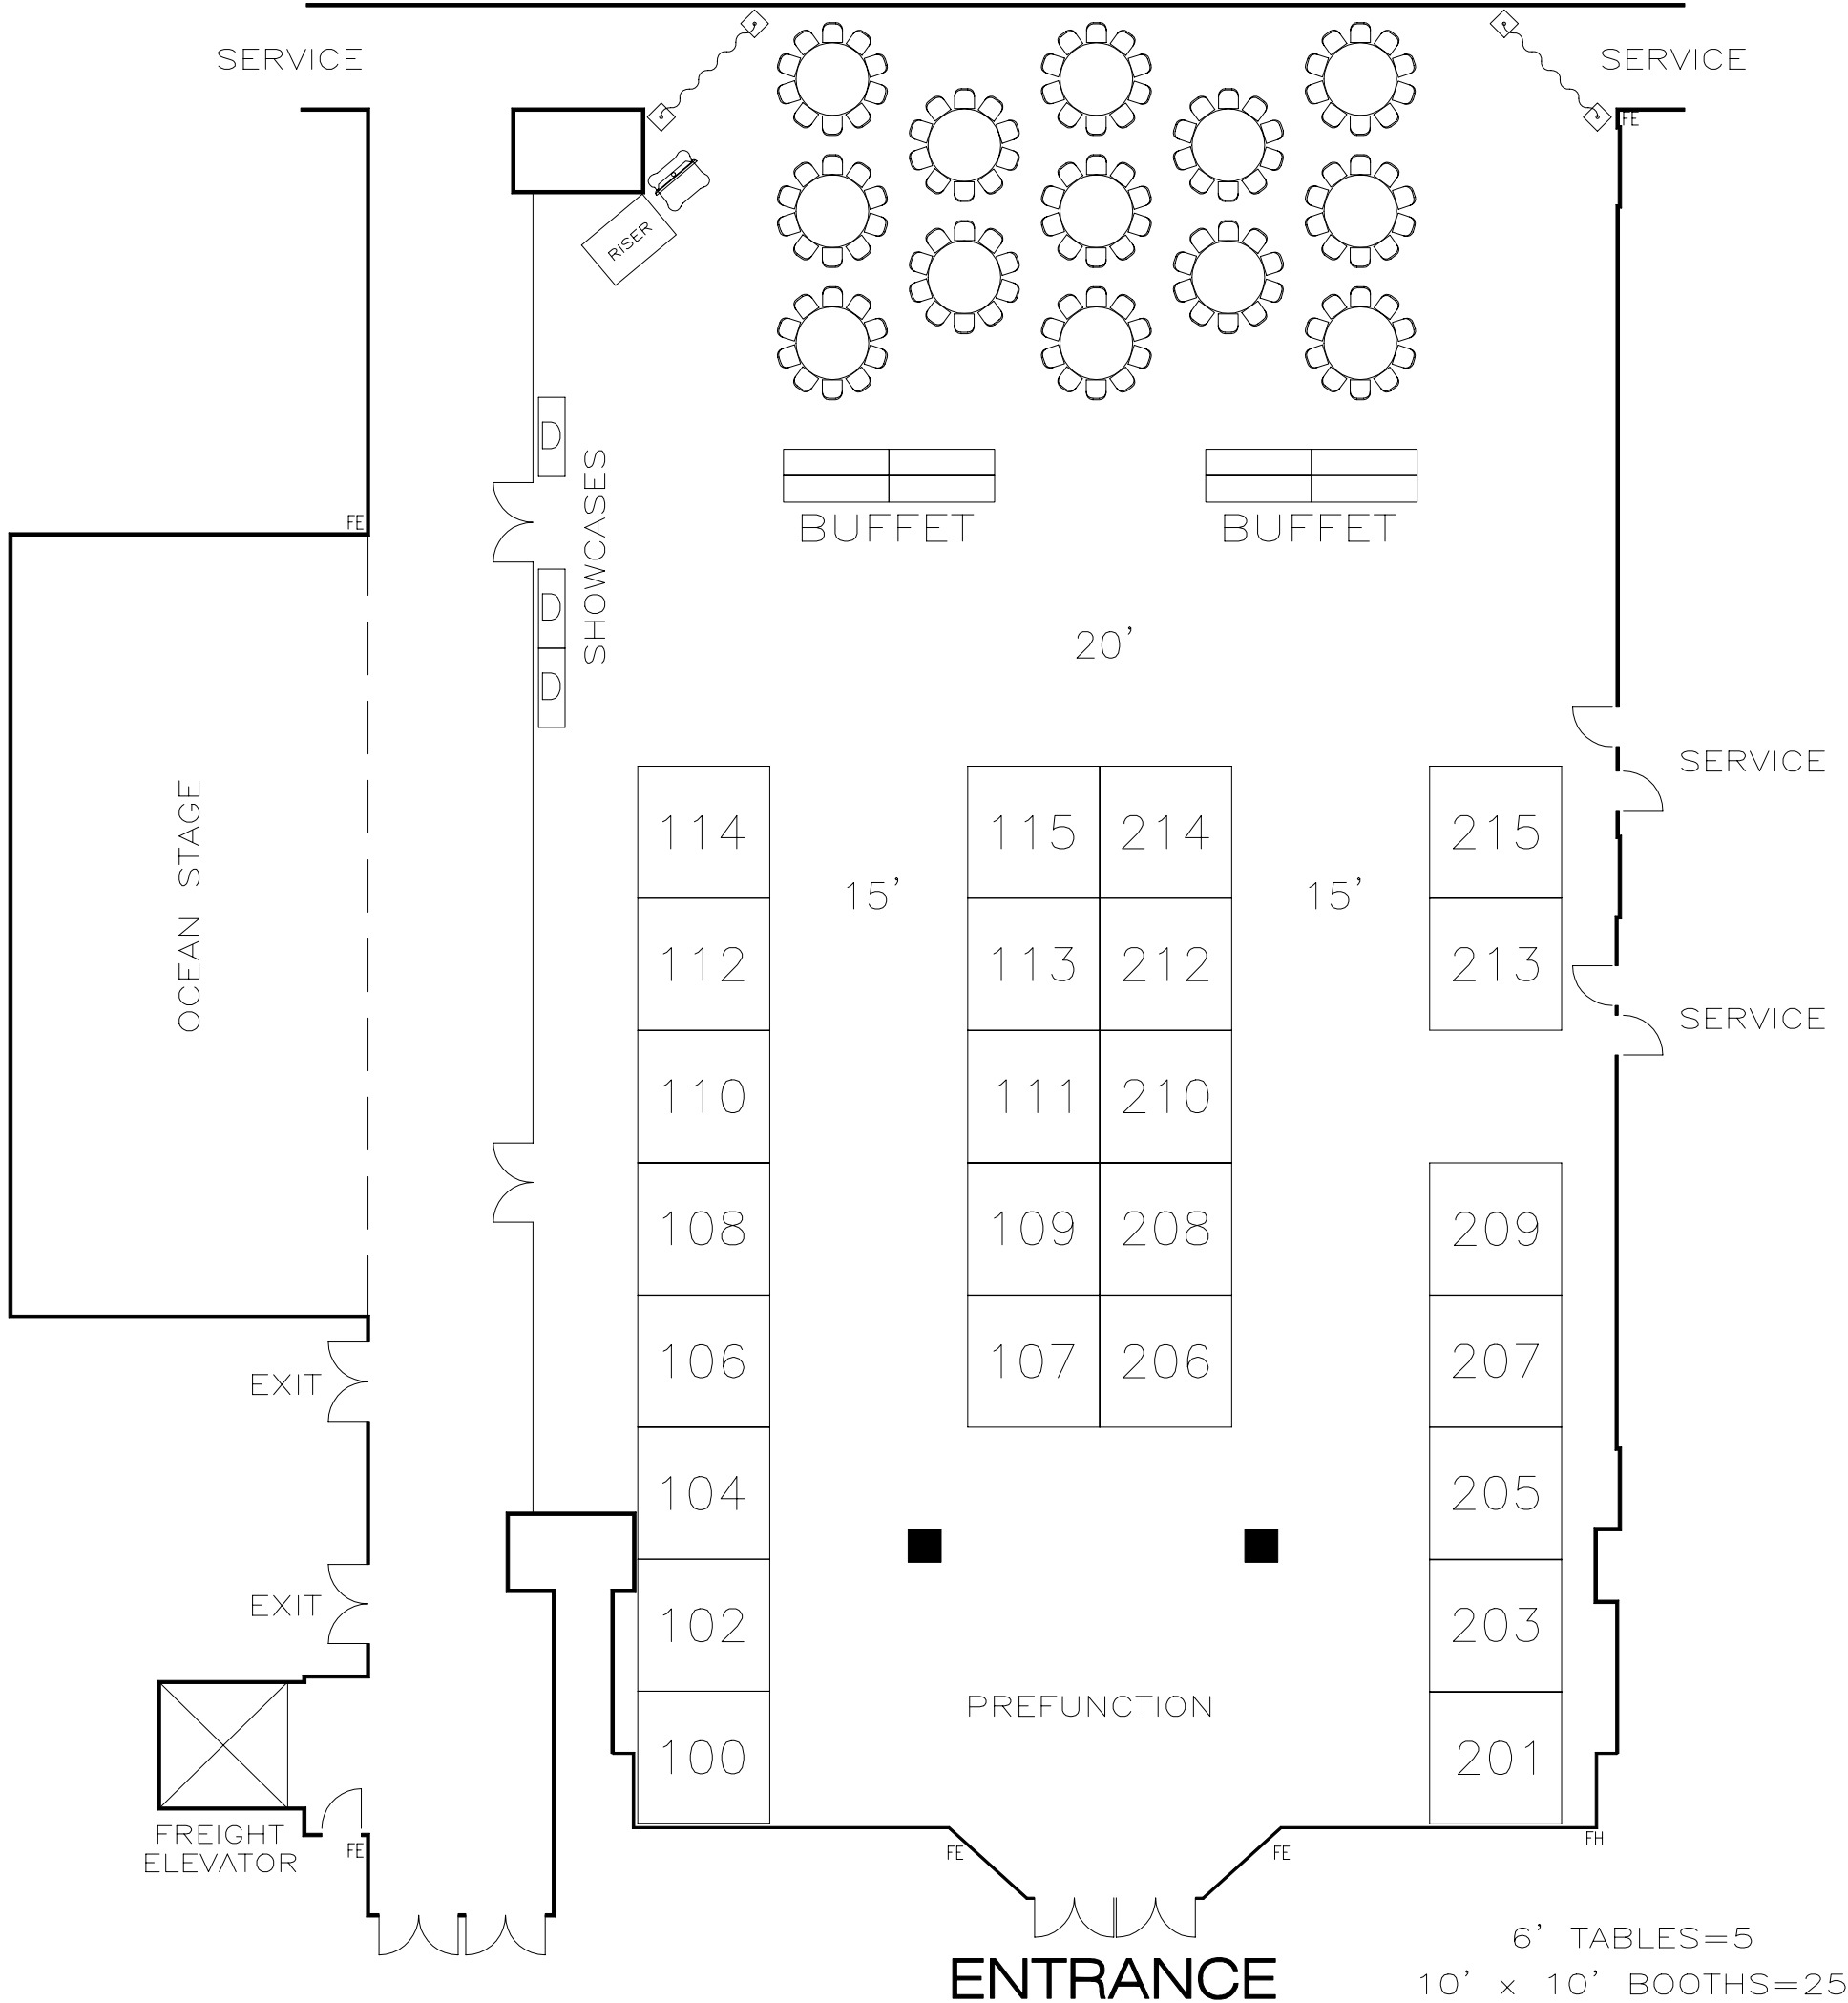 SERVICE
SERVICE
FE
RISER
D
SHOWCASES
FE
BUFFET
BUFFET
D
20'
D
SERVICE
OCEAN STAGE
114
115
214
215
15'
15'
112
113
212
213
SERVICE
110
111
210
108
109
208
209
106
107
206
207
EXIT
104
205
EXIT
102
203
PREFUNCTION
100
201
FREIGHT
ELEVATOR
FE
FE
FE
FH
6' TABLES=5
ENTRANCE
10' x 10' BOOTHS=25